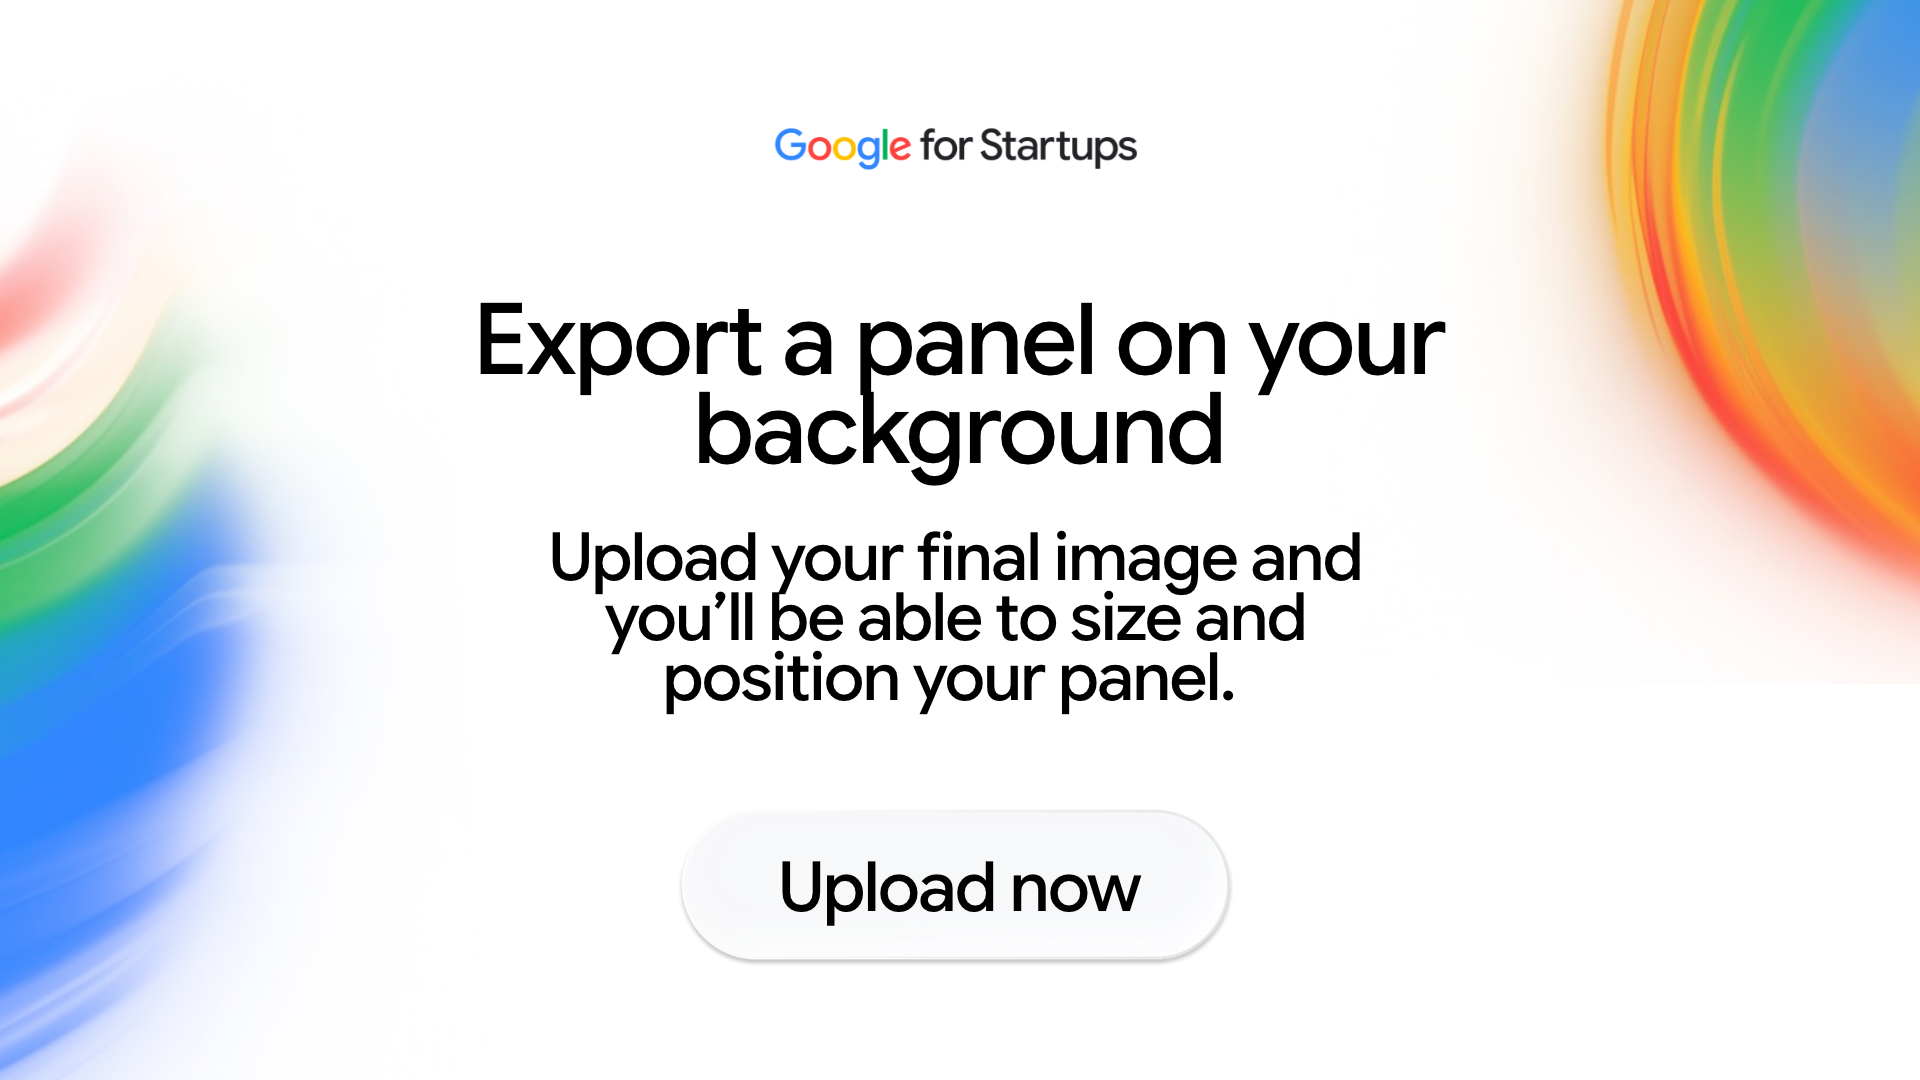 Google for Startups
Export a panel on your
background
Upload your final image and
you’ll be able to size and
position your panel.
Upload now